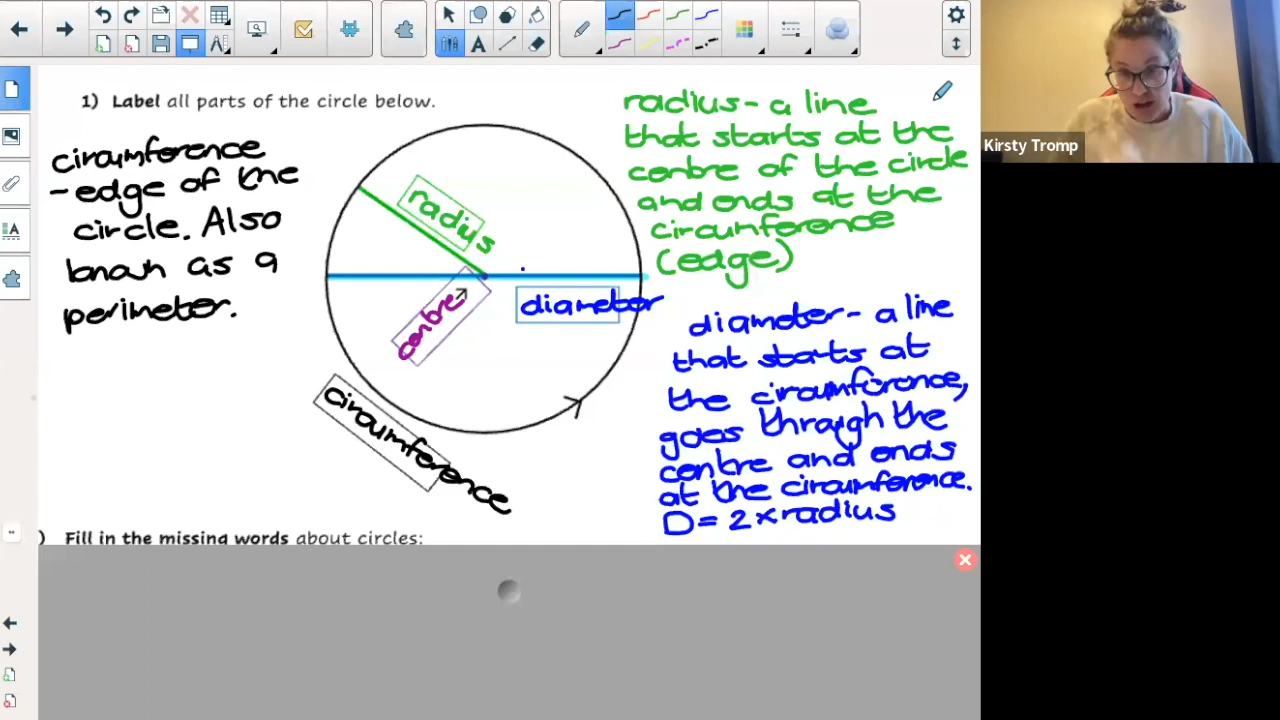 1) Label all parts of the circle below.
circumference
- edge of the
circle. Also
known as a
perimeter.
radius
centre
diameter
circumference
radius - a line
that starts at the
centre of the circle
and ends at the
circumference
(edge)
diameter - a line
that starts at
the circumference,
goes through the
centre and ends
at the circumference.
D = 2 x radius
) Fill in the missing words about circles:
Kirsty Tromp